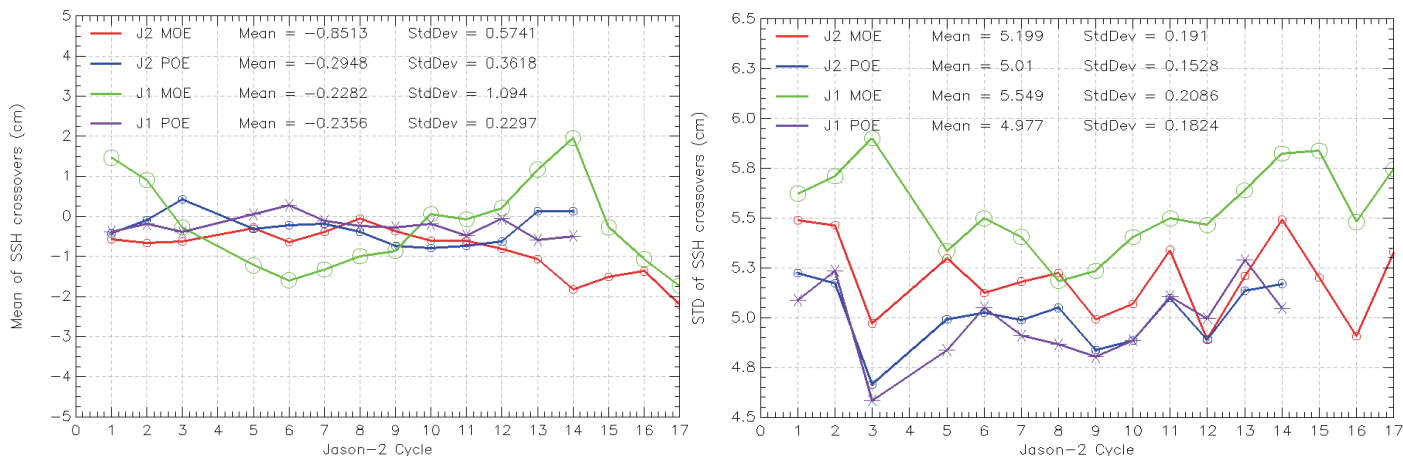 5
4
3
2
1
0
−1
−2
−3
−4
−5
Mean of SSH crossovers (cm)
J2 MOE Mean = −0.8513 StdDev = 0.5741
J2 POE Mean = −0.2948 StdDev = 0.3618
J1 MOE Mean = −0.2282 StdDev = 1.094
J1 POE Mean = −0.2356 StdDev = 0.2297
0 1 2 3 4 5 6 7 8 9 10 11 12 13 14 15 16 17
Jason−2 Cycle
6.5
6.3
6.0
5.8
5.5
5.3
5.0
4.8
4.5
STD of SSH crossovers (cm)
J2 MOE Mean = 5.199 StdDev = 0.191
J2 POE Mean = 5.01 StdDev = 0.1528
J1 MOE Mean = 5.549 StdDev = 0.2086
J1 POE Mean = 4.977 StdDev = 0.1824
0 1 2 3 4 5 6 7 8 9 10 11 12 13 14 15 16 17
Jason−2 Cycle